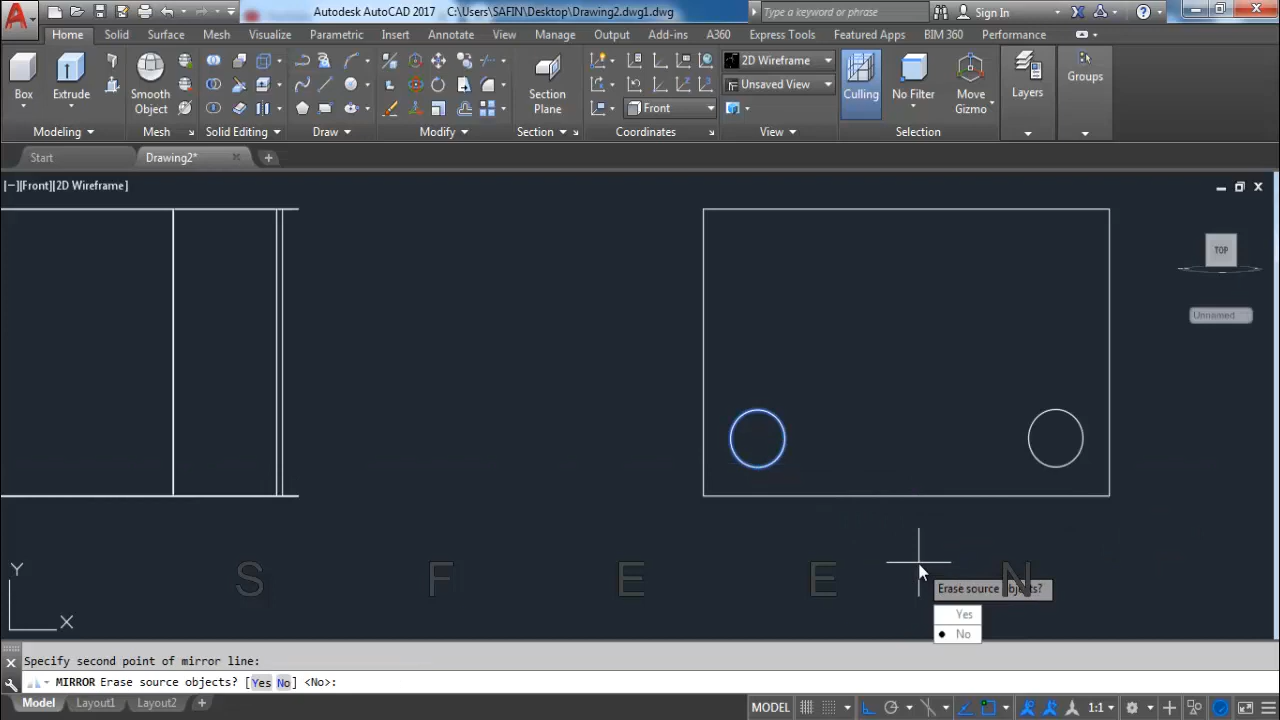 Autodesk AutoCAD 2017 C:\Users\SAFIN\Desktop\Drawing2.dwg1.dwg
Type a keyword or phrase
Sign In
Home Solid Surface Mesh Visualize Parametric Insert Annotate View Manage Output Add-ins A360 Express Tools Featured Apps BIM 360 Performance
2D Wireframe
Unsaved View
Front
Box Extrude Smooth Object Section Plane Culling No Filter Move Gizmo Layers Groups
Modeling Mesh Solid Editing Draw Modify Section Coordinates View Selection
Start Drawing2*
[−][Front][2D Wireframe]
TOP
Unnamed
S F E E N
Y
X
Erase source objects?
Yes
No
Specify second point of mirror line:
MIRROR Erase source objects? [Yes No] <No>:
Model Layout1 Layout2
MODEL 1:1